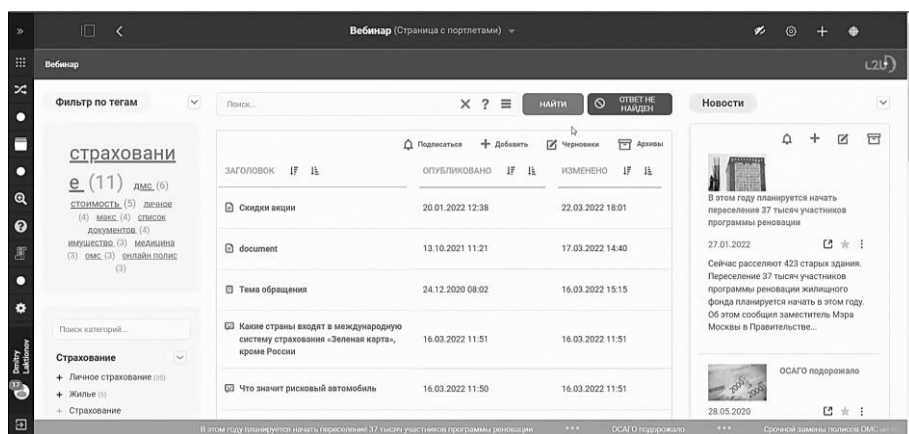 Вебинар (Страница с портлетами)
Вебинар
L2U
Фильтр по тегам
страховани
е (11) дмс (6)
стоимость (5) личное
(4) макс (4) список
документов (4)
имущество (3) медицина
(3) омс (3) онлайн полис
(3)
Поиск категорий...
Страхование
+ Личное страхование (35)
+ Жилье (5)
+ Страхование
Поиск...
НАЙТИ
ОТВЕТ НЕ
НАЙДЕН
Подписаться + Добавить Черновики Архивы
ЗАГОЛОВОК ОПУБЛИКОВАНО ИЗМЕНЕНО
Скидки акции 20.01.2022 12:38 22.03.2022 18:01
document 13.10.2021 11:21 17.03.2022 14:40
Тема обращения 24.12.2020 08:02 16.03.2022 15:15
Какие страны входят в международную
систему страхования «Зеленая карта», 16.03.2022 11:51 16.03.2022 11:51
кроме России
Что значит рисковый автомобиль 16.03.2022 11:50 16.03.2022 11:51
Новости
В этом году планируется начать
переселение 37 тысяч участников
программы реновации
27.01.2022
Сейчас расселяют 423 старых здания.
Переселение 37 тысяч участников
программы реновации жилищного
фонда планируется начать в этом году.
Об этом сообщил заместитель Мэра
Москвы в Правительстве...
ОСАГО подорожало
28.05.2020
Dmitry
Laktionov
17
В этом году планируется начать переселение 37 тысяч участников программы реновации *** ОСАГО подорожало *** Срочной замены полисов ОМС